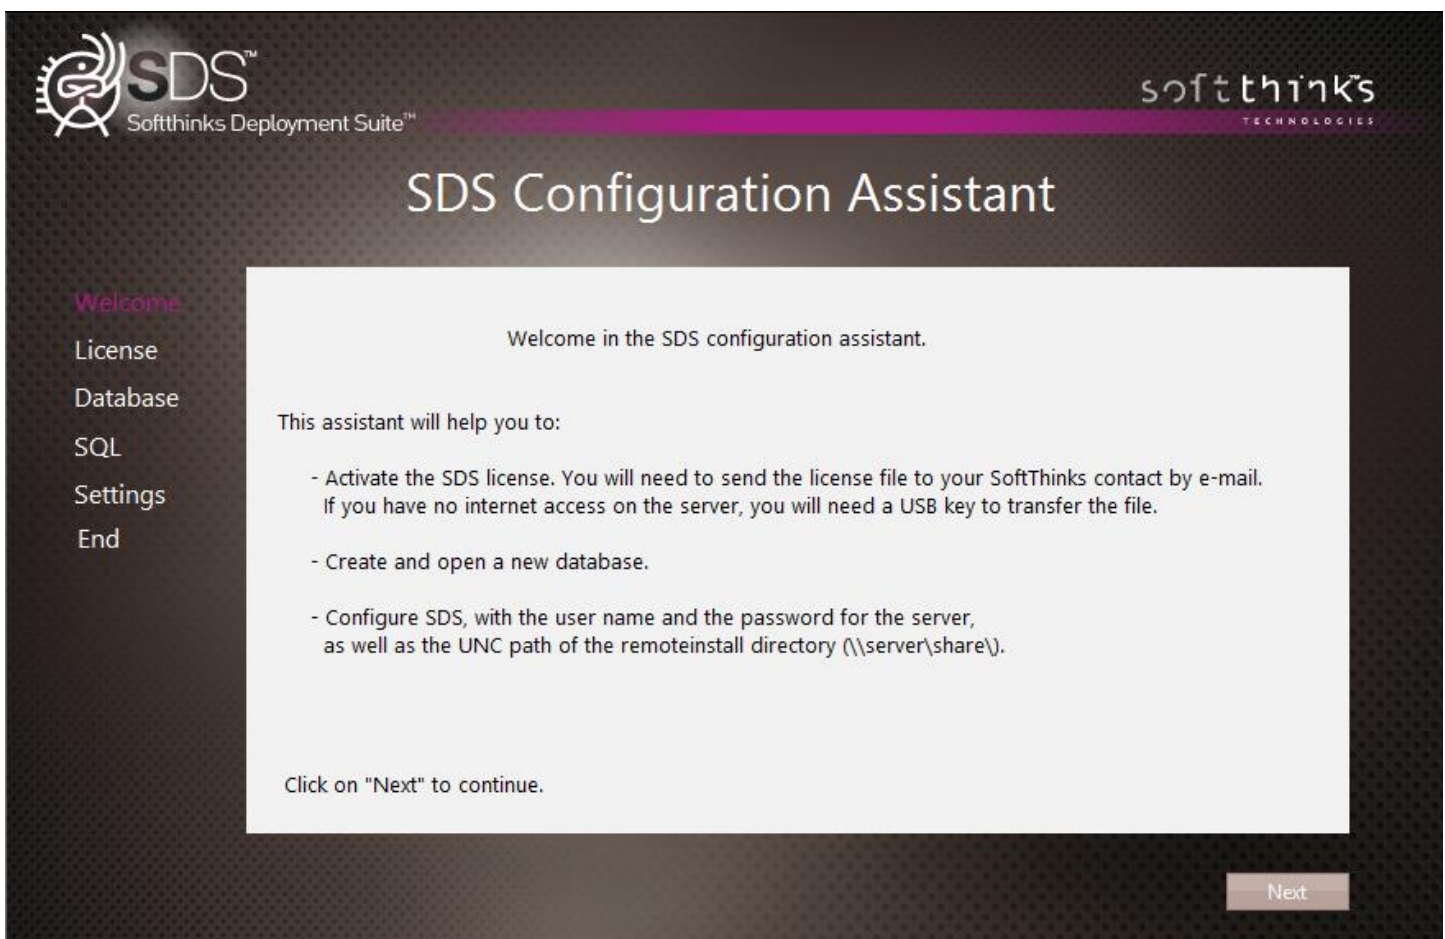 SDS™
Softthinks Deployment Suite™
softthinks™
TECHNOLOGIES
SDS Configuration Assistant
Welcome
License
Database
SQL
Settings
End
Welcome in the SDS configuration assistant.
This assistant will help you to:
- Activate the SDS license. You will need to send the license file to your SoftThinks contact by e-mail.
If you have no internet access on the server, you will need a USB key to transfer the file.
- Create and open a new database.
- Configure SDS, with the user name and the password for the server,
as well as the UNC path of the remoteinstall directory (\\server\share\).
Click on "Next" to continue.
Next